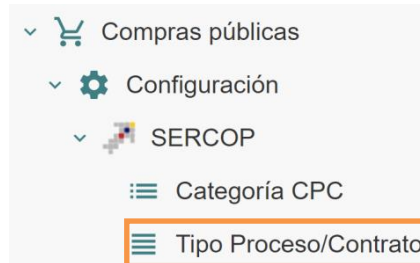 Compras públicas
Configuración
SERCOP
Categoría CPC
Tipo Proceso/Contrato